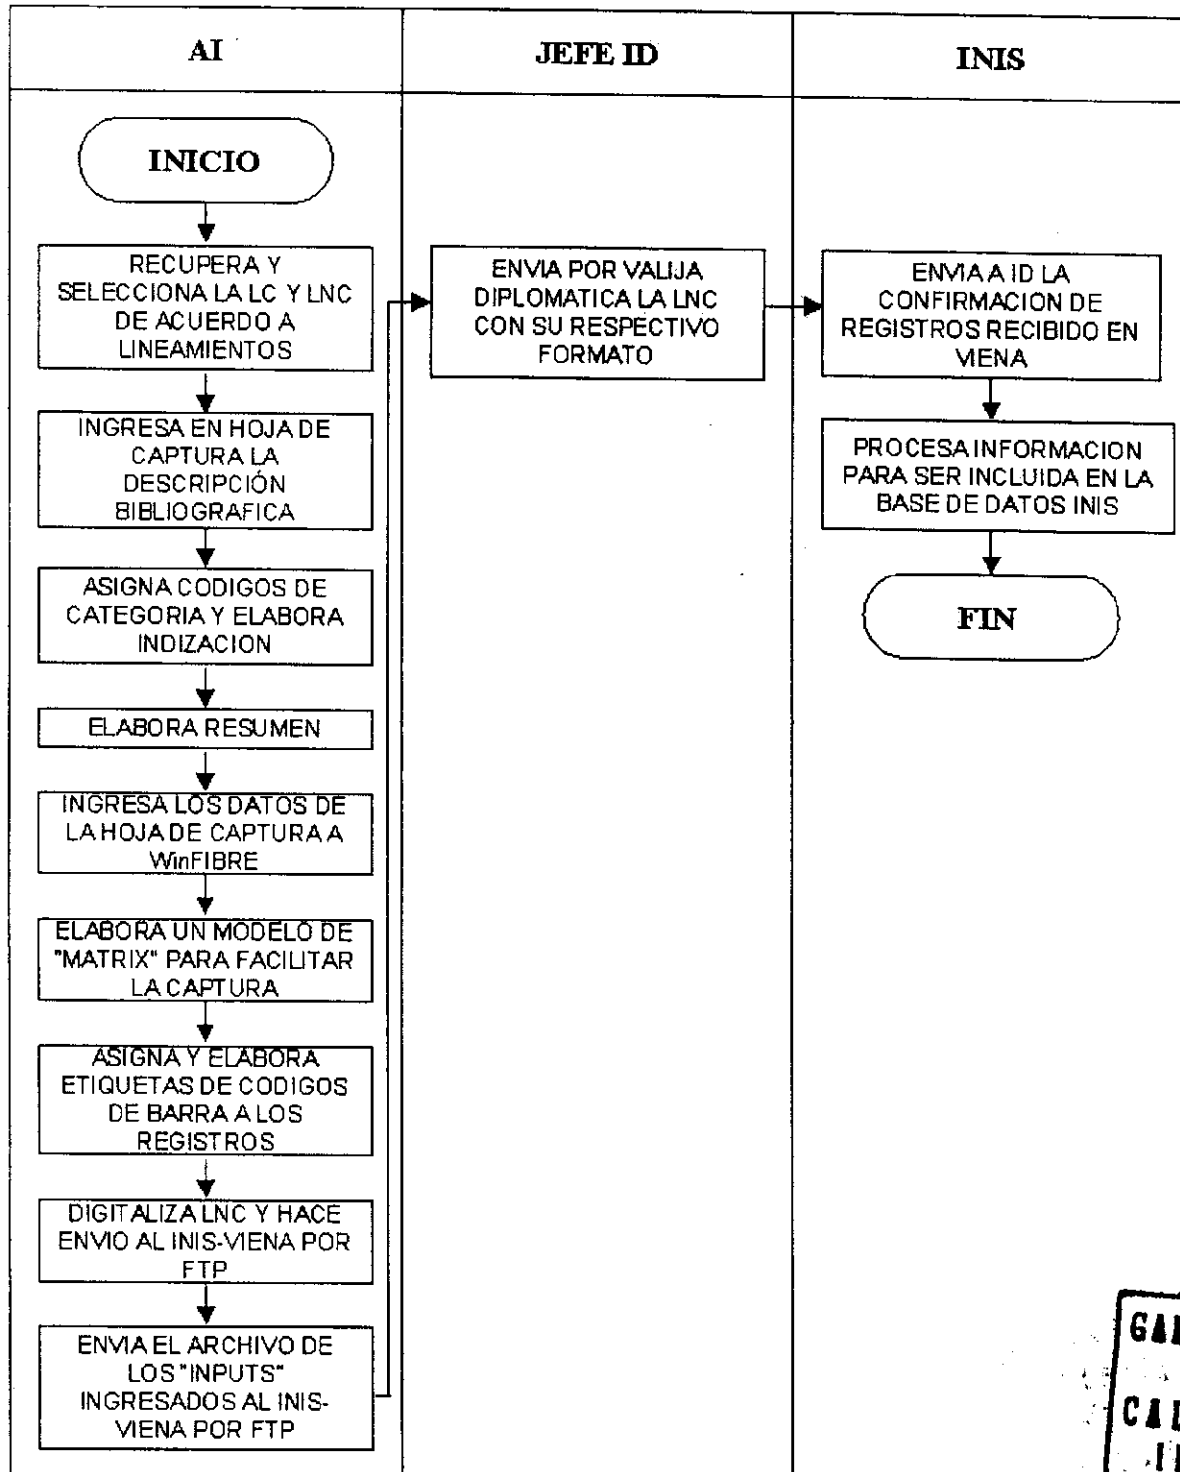 AI
JEFE ID
INIS
INICIO
RECUPERA Y
SELECCIONA LA LC Y LNC
DE ACUERDO A
LINEAMIENTOS
INGRESA EN HOJA DE
CAPTURA LA
DESCRIPCIÓN
BIBLIOGRAFICA
ASIGNA CODIGOS DE
CATEGORIA Y ELABORA
INDIZACION
ELABORA RESUMEN
INGRESA LOS DATOS DE
LA HOJA DE CAPTURA A
WinFIBRE
ELABORA UN MODELO DE
"MATRIX" PARA FACILITAR
LA CAPTURA
ASIGNA Y ELABORA
ETIQUETAS DE CODIGOS
DE BARRA A LOS
REGISTROS
DIGITALIZA LNC Y HACE
ENVIO AL INIS-VIENA POR
FTP
ENVIA EL ARCHIVO DE
LOS "INPUTS"
INGRESADOS AL INIS-
VIENA POR FTP
ENVIA POR VALIJA
DIPLOMATICA LA LNC
CON SU RESPECTIVO
FORMATO
ENVIA A ID LA
CONFIRMACION DE
REGISTROS RECIBIDO EN
VIENA
PROCESA INFORMACION
PARA SER INCLUIDA EN LA
BASE DE DATOS INIS
FIN